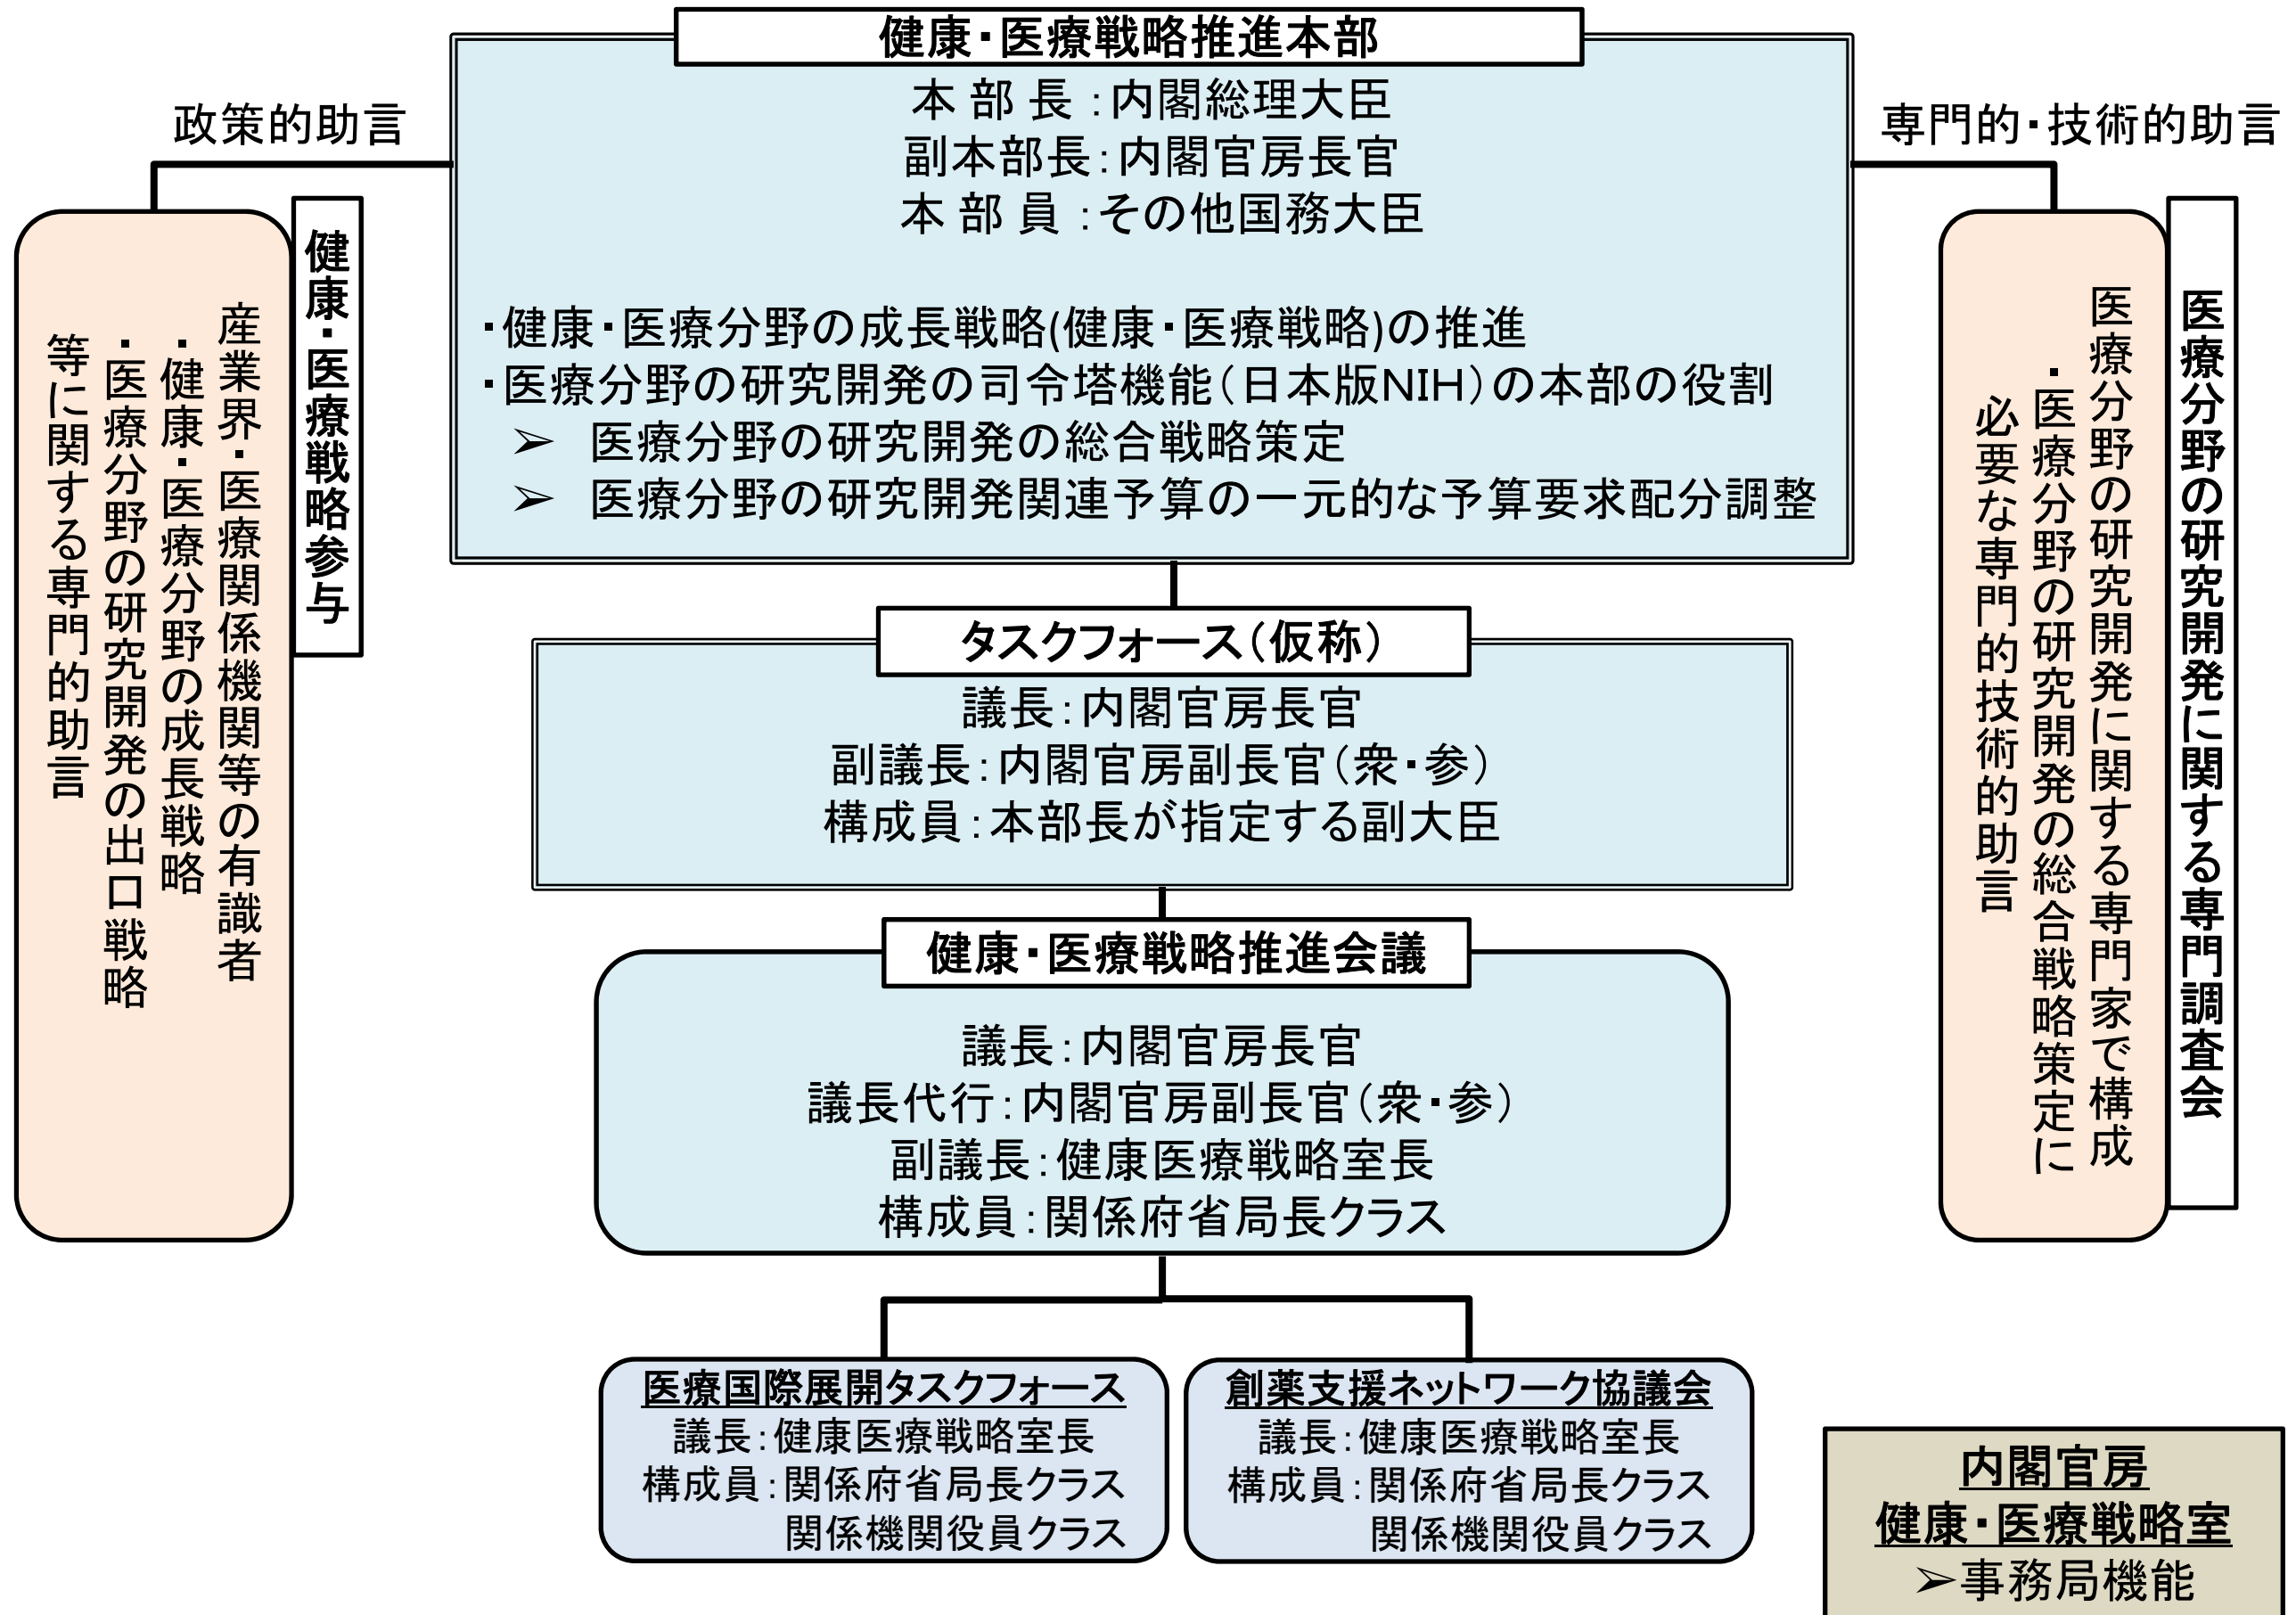 健康・医療戦略推進本部
本 部 長 ：内閣総理大臣
副本部長：内閣官房長官
本 部 員 ：その他国務大臣
・健康・医療分野の成長戦略(健康・医療戦略)の推進
・医療分野の研究開発の司令塔機能（日本版NIH）の本部の役割
➢ 医療分野の研究開発の総合戦略策定
➢ 医療分野の研究開発関連予算の一元的な予算要求配分調整
政策的助言
健康・医療戦略参与
産業界・医療関係機関等の有識者
・健康・医療分野の成長戦略
・医療分野の研究開発の出口戦略
等に関する専門的助言
専門的・技術的助言
医療分野の研究開発に関する専門調査会
医療分野の研究開発に関する専門家で構成
・医療分野の研究開発の総合戦略策定に
必要な専門的技術的助言
タスクフォース（仮称）
議長：内閣官房長官
副議長：内閣官房副長官（衆・参）
構成員：本部長が指定する副大臣
健康・医療戦略推進会議
議長：内閣官房長官
議長代行：内閣官房副長官（衆・参）
副議長：健康医療戦略室長
構成員：関係府省局長クラス
医療国際展開タスクフォース
議長：健康医療戦略室長
構成員：関係府省局長クラス
関係機関役員クラス
創薬支援ネットワーク協議会
議長：健康医療戦略室長
構成員：関係府省局長クラス
関係機関役員クラス
内閣官房
健康・医療戦略室
➢事務局機能